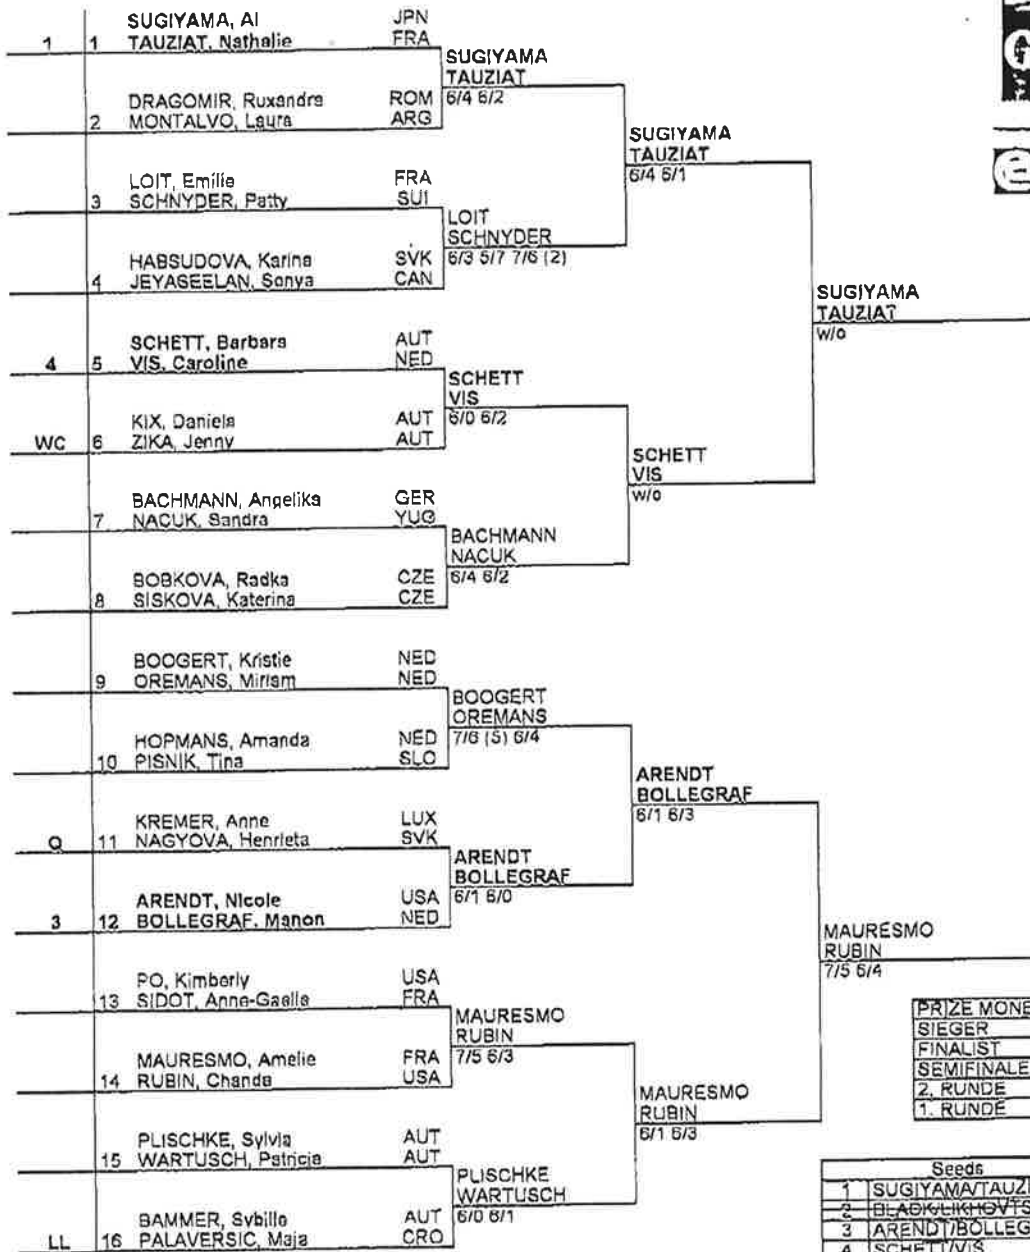 SUGIYAMA, Ai JPN
1 1 TAUZIAT, Nathalie FRA
SUGIYAMA
TAUZIAT
6/4 6/2
DRAGOMIR, Ruxandra ROM
2 MONTALVO, Laura ARG
SUGIYAMA
TAUZIAT
6/4 6/1
LOIT, Emilie FRA
3 SCHNYDER, Patty SUI
LOIT
SCHNYDER
6/3 5/7 7/6 (2)
HABSUDOVA, Karina SVK
4 JEYASEELAN, Sonya CAN
SUGIYAMA
TAUZIAT
w/o
SCHETT, Barbara AUT
4 5 VIS, Caroline NED
SCHETT
VIS
6/0 6/2
KIX, Daniela AUT
WC 6 ZIKA, Jenny AUT
SCHETT
VIS
w/o
BACHMANN, Angelika GER
7 NACUK, Sandra YUG
BACHMANN
NACUK
6/4 6/2
BOBKOVA, Radka CZE
8 SISKOVA, Katerina CZE
BOOGERT, Kristie NED
9 OREMANS, Miriam NED
BOOGERT
OREMANS
7/6 (5) 6/4
HOPMANS, Amanda NED
10 PISNIK, Tina SLO
ARENDT
BOLLEGRAF
6/1 6/3
KREMER, Anne LUX
Q 11 NAGYOVA, Henrieta SVK
ARENDT
BOLLEGRAF
6/1 6/0
ARENDT, Nicole USA
3 12 BOLLEGRAF, Manon NED
MAURESMO
RUBIN
7/5 6/4
PO, Kimberly USA
13 SIDOT, Anne-Gaelle FRA
MAURESMO
RUBIN
7/5 6/3
MAURESMO, Amelie FRA
14 RUBIN, Chanda USA
MAURESMO
RUBIN
6/1 6/3
PLISCHKE, Sylvia AUT
15 WARTUSCH, Patricia AUT
PLISCHKE
WARTUSCH
6/0 6/1
BAMMER, Sybille AUT
LL 16 PALAVERSIC, Maja CRO
PRIZE MONE
SIEGER
FINALIST
SEMIFINALE
2. RUNDE
1. RUNDE
Seeds
1 SUGIYAMA/TAUZI
2 BLACK/LIKHOVTS
3 ARENDT/BOLLEG
4 SCHETT/VIS